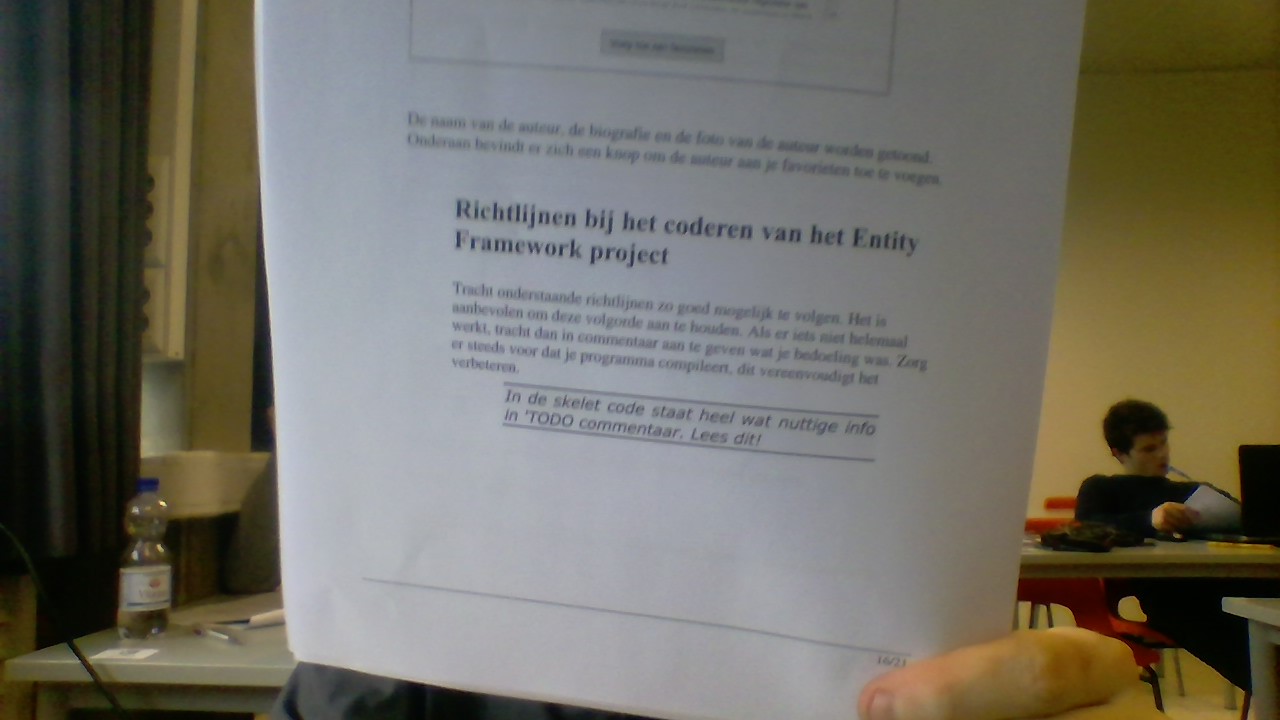 Voeg toe aan favorieten
De naam van de auteur, de biografie en de foto van de auteur worden getoond.
Onderaan bevindt er zich een knop om de auteur aan je favorieten toe te voegen.
Richtlijnen bij het coderen van het Entity
Framework project
Tracht onderstaande richtlijnen zo goed mogelijk te volgen. Het is
aanbevolen om deze volgorde aan te houden. Als er iets niet helemaal
werkt, tracht dan in commentaar aan te geven wat je bedoeling was. Zorg
er steeds voor dat je programma compileert, dit vereenvoudigt het
verbeteren.
In de skelet code staat heel wat nuttige info
in 'TODO commentaar. Lees dit!
16/21